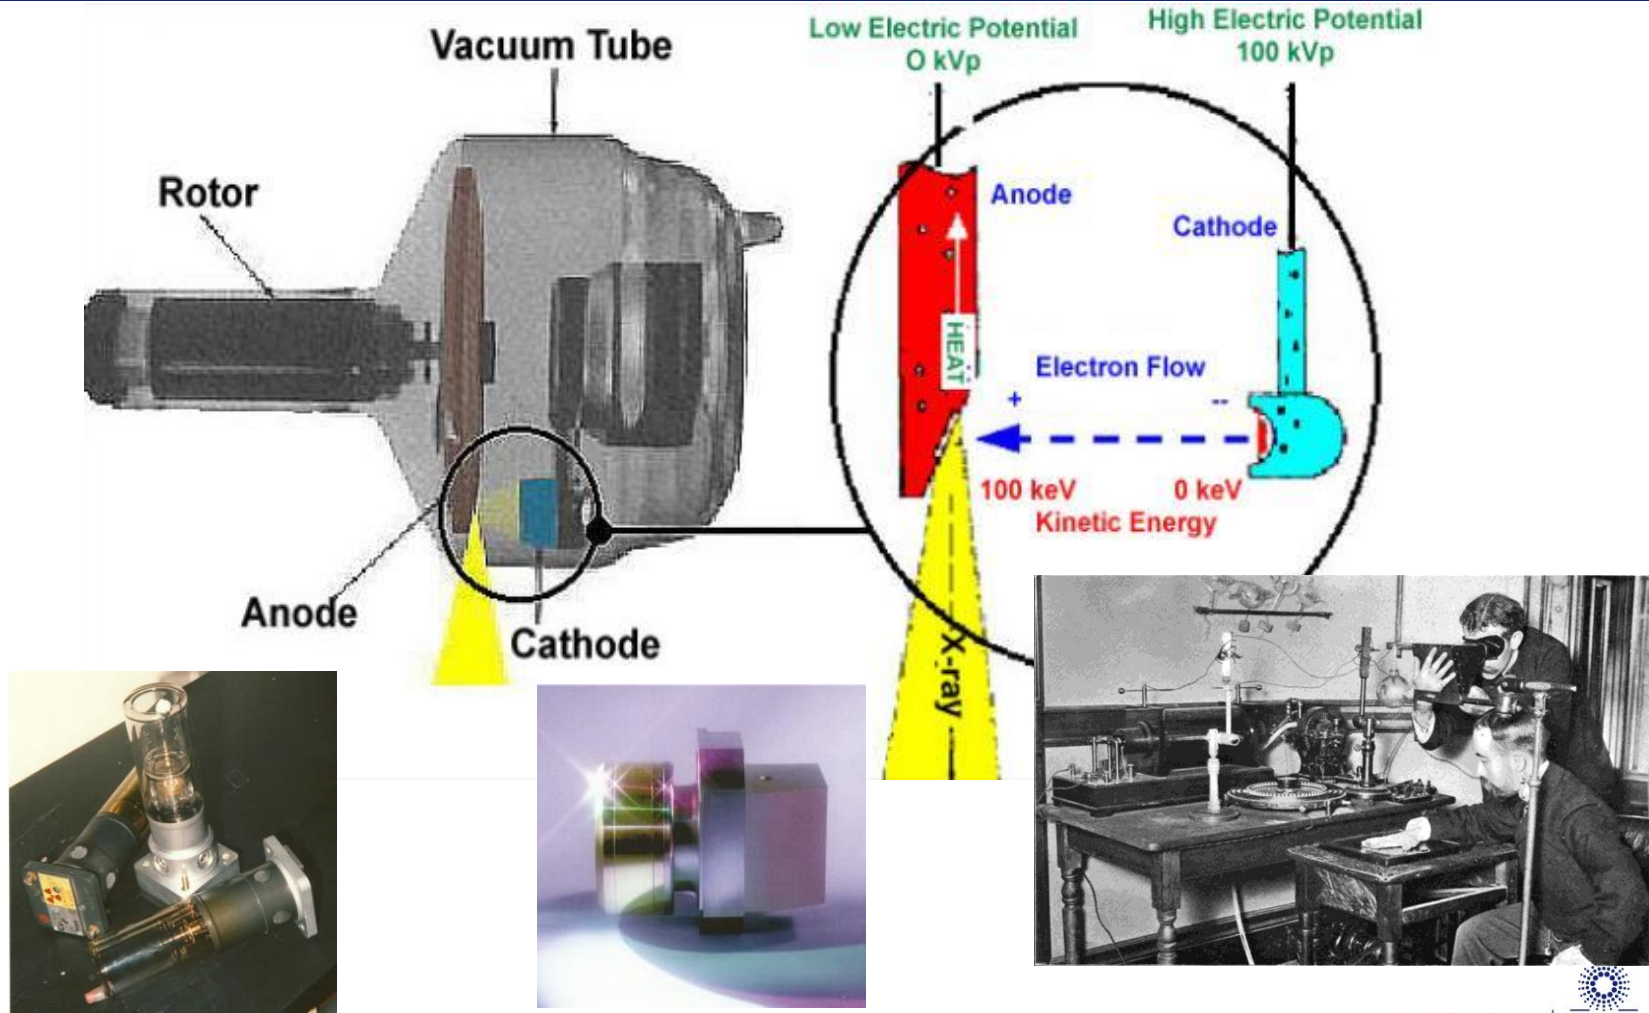 Vacuum Tube
Rotor
Anode
Cathode
Low Electric Potential
O kVp
High Electric Potential
100 kVp
Anode
Cathode
HEAT
Electron Flow
+
--
100 keV
0 keV
Kinetic Energy
X-ray